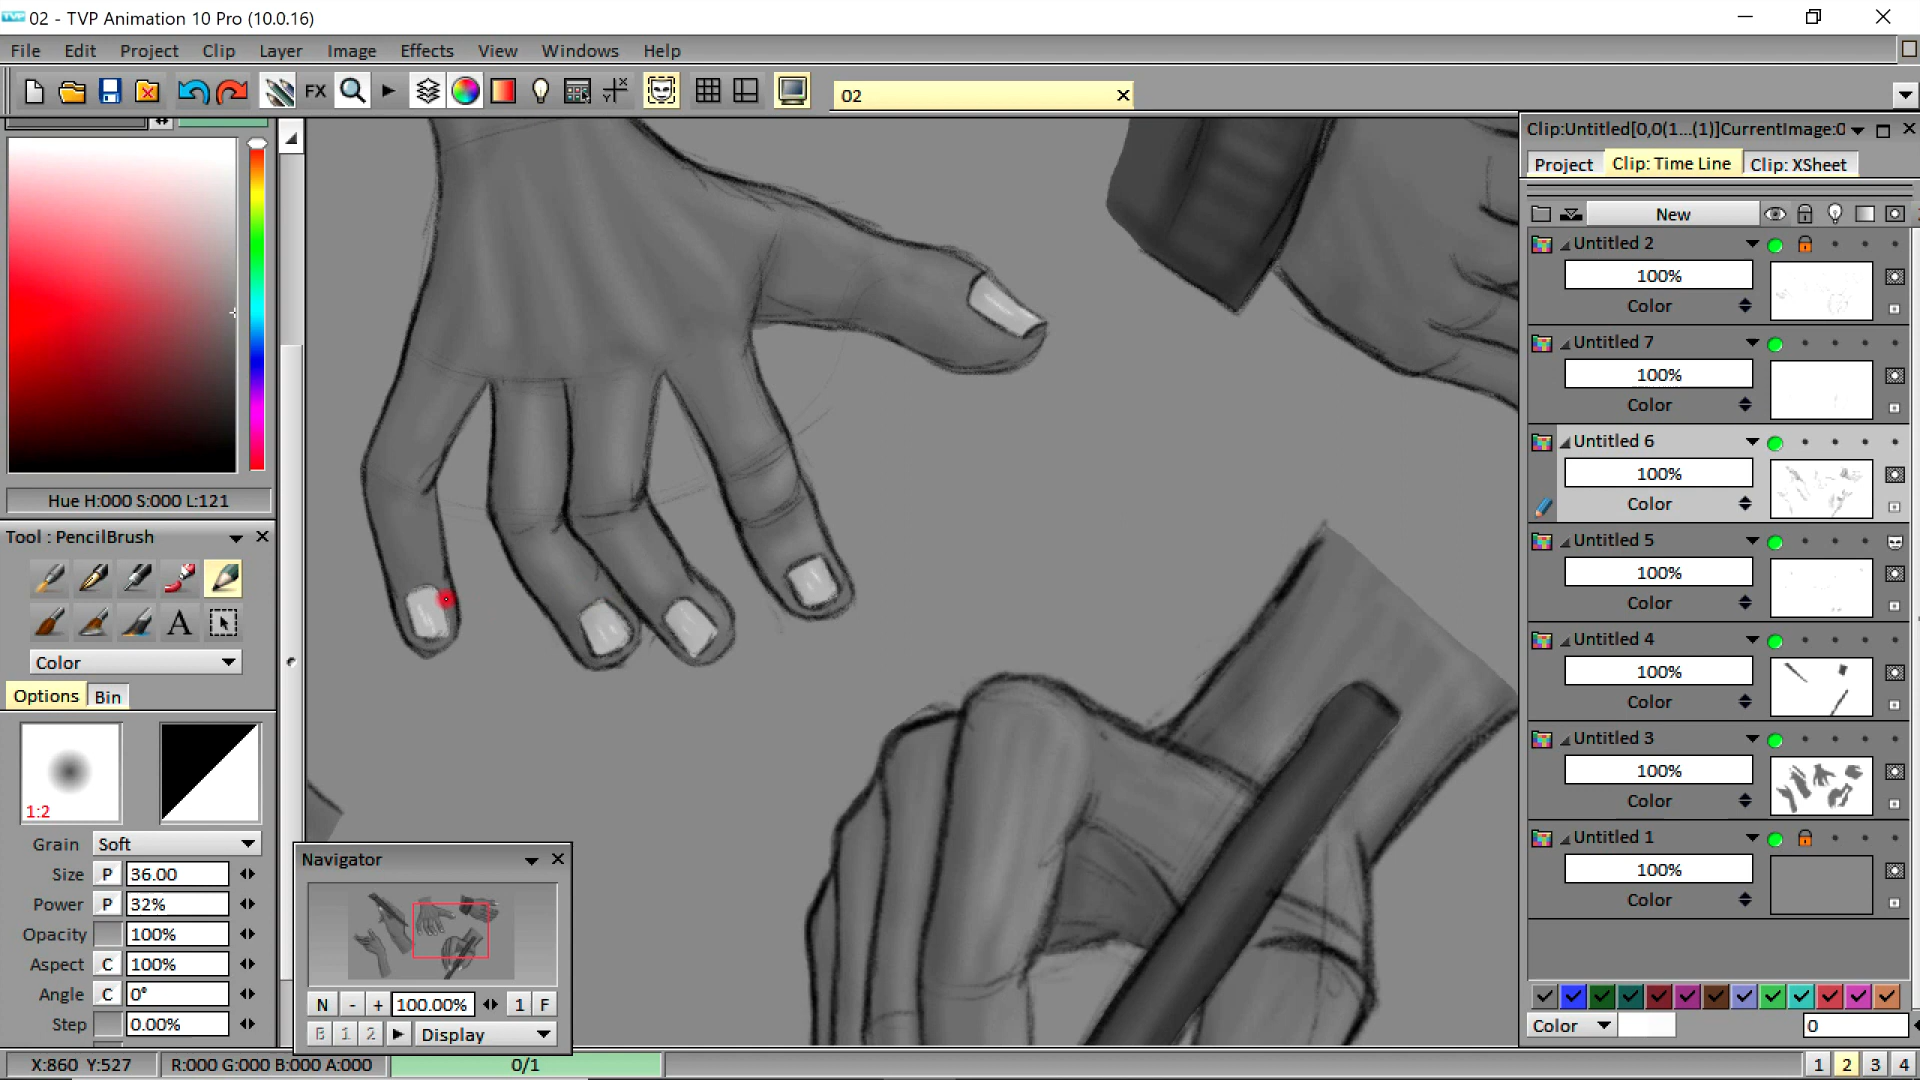 02 - TVP Animation 10 Pro (10.0.16)
File Edit Project Clip Layer Image Effects View Windows Help
FX
02
Clip:Untitled[0,0(1...(1)]CurrentImage:0
Project Clip: Time Line Clip: XSheet
New
Untitled 2
100%
Color
Untitled 7
100%
Color
Untitled 6
100%
Color
Untitled 5
100%
Color
Untitled 4
100%
Color
Untitled 3
100%
Color
Untitled 1
100%
Color
Color
0
Hue H:000 S:000 L:121
Tool : PencilBrush
A
Color
Options Bin
1:2
Grain Soft
Size P 36.00
Power P 32%
Opacity 100%
Aspect C 100%
Angle C 0°
Step 0.00%
Navigator
N - + 100.00% 1 F
B 1 2 Display
X:860 Y:527 R:000 G:000 B:000 A:000 0/1 1 2 3 4